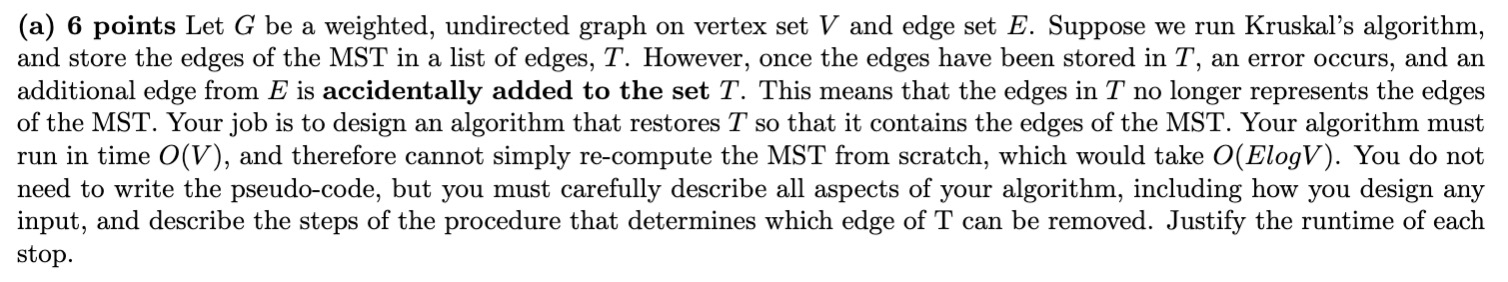 (a) 6 points Let G be a weighted, undirected graph on vertex set V and edge set E. Suppose we run Kruskal's algorithm,
and store the edges of the MST in a list of edges, T. However, once the edges have been stored in T, an error occurs, and an
additional edge from E is accidentally added to the set T. This means that the edges in T no longer represents the edges
of the MST. Your job is to design an algorithm that restores T so that it contains the edges of the MST. Your algorithm must
run in time O(V), and therefore cannot simply re-compute the MST from scratch, which would take O(ElogV). You do not
need to write the pseudo-code, but you must carefully describe all aspects of your algorithm, including how you design any
input, and describe the steps of the procedure that determines which edge of T can be removed. Justify the runtime of each
stop.